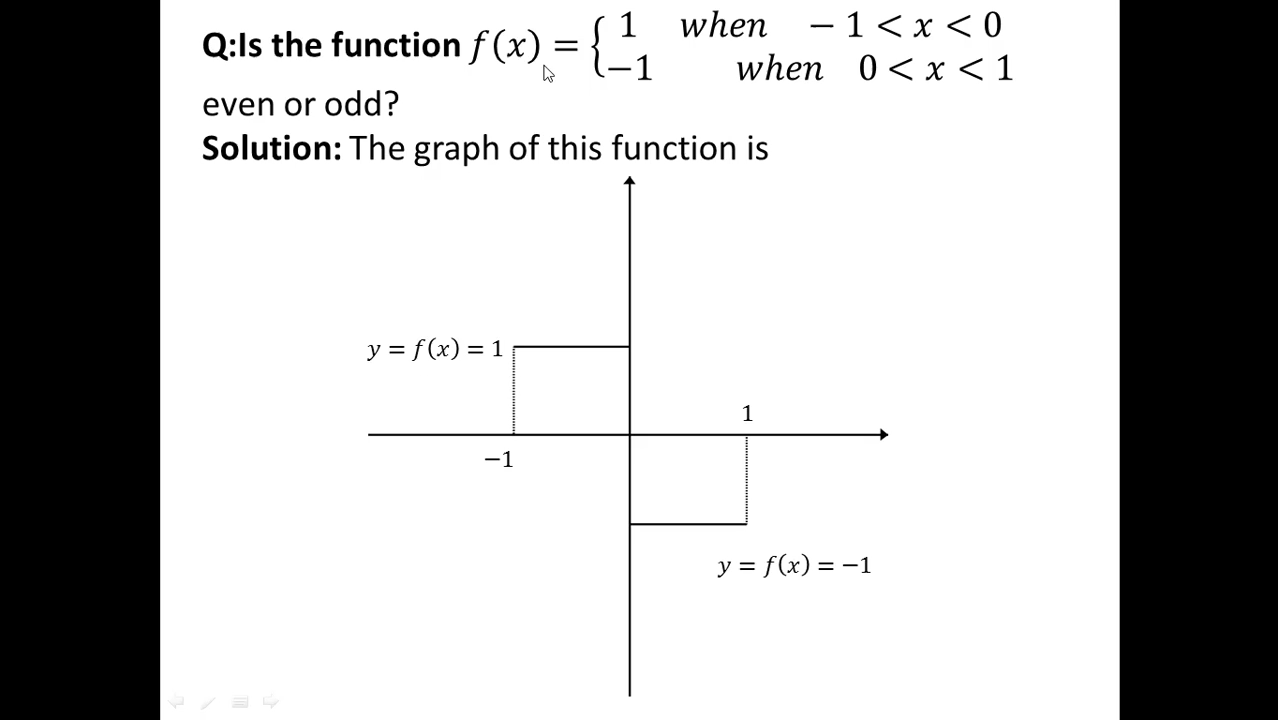 Q:Is the function f(x) = { 1 when − 1 < x < 0
−1 when 0 < x < 1
even or odd?
Solution: The graph of this function is
y = f(x) = 1
1
−1
y = f(x) = −1